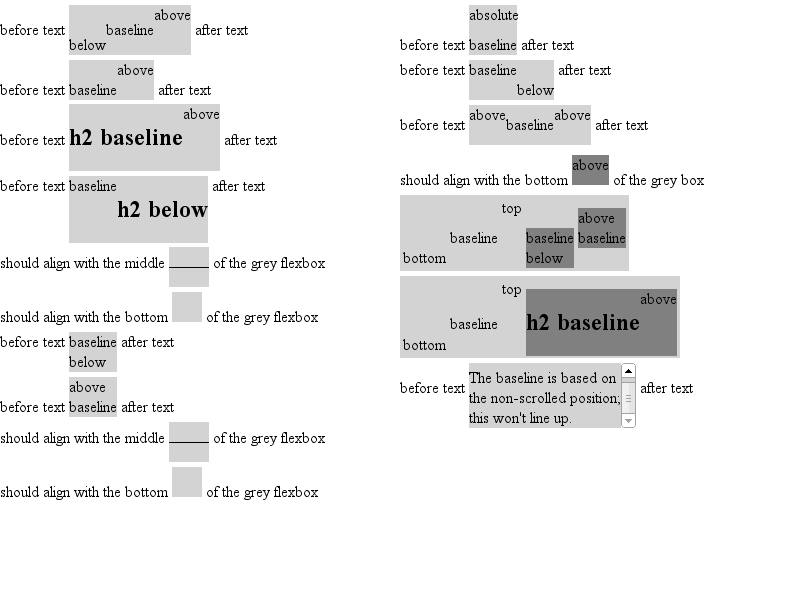 above
before text baseline after text
below
above
before text baseline after text
above
before text h2 baseline after text
before text baseline after text
h2 below
should align with the middle of the grey flexbox
should align with the bottom of the grey flexbox
before text baseline after text
below
above
before text baseline after text
should align with the middle of the grey flexbox
should align with the bottom of the grey flexbox
absolute
before text baseline after text
before text baseline after text
below
above above
before text baseline after text
above
should align with the bottom of the grey box
top above
baseline baseline baseline
bottom below
top above
baseline h2 baseline
bottom
The baseline is based on
before text the non-scrolled position; after text
this won't line up.